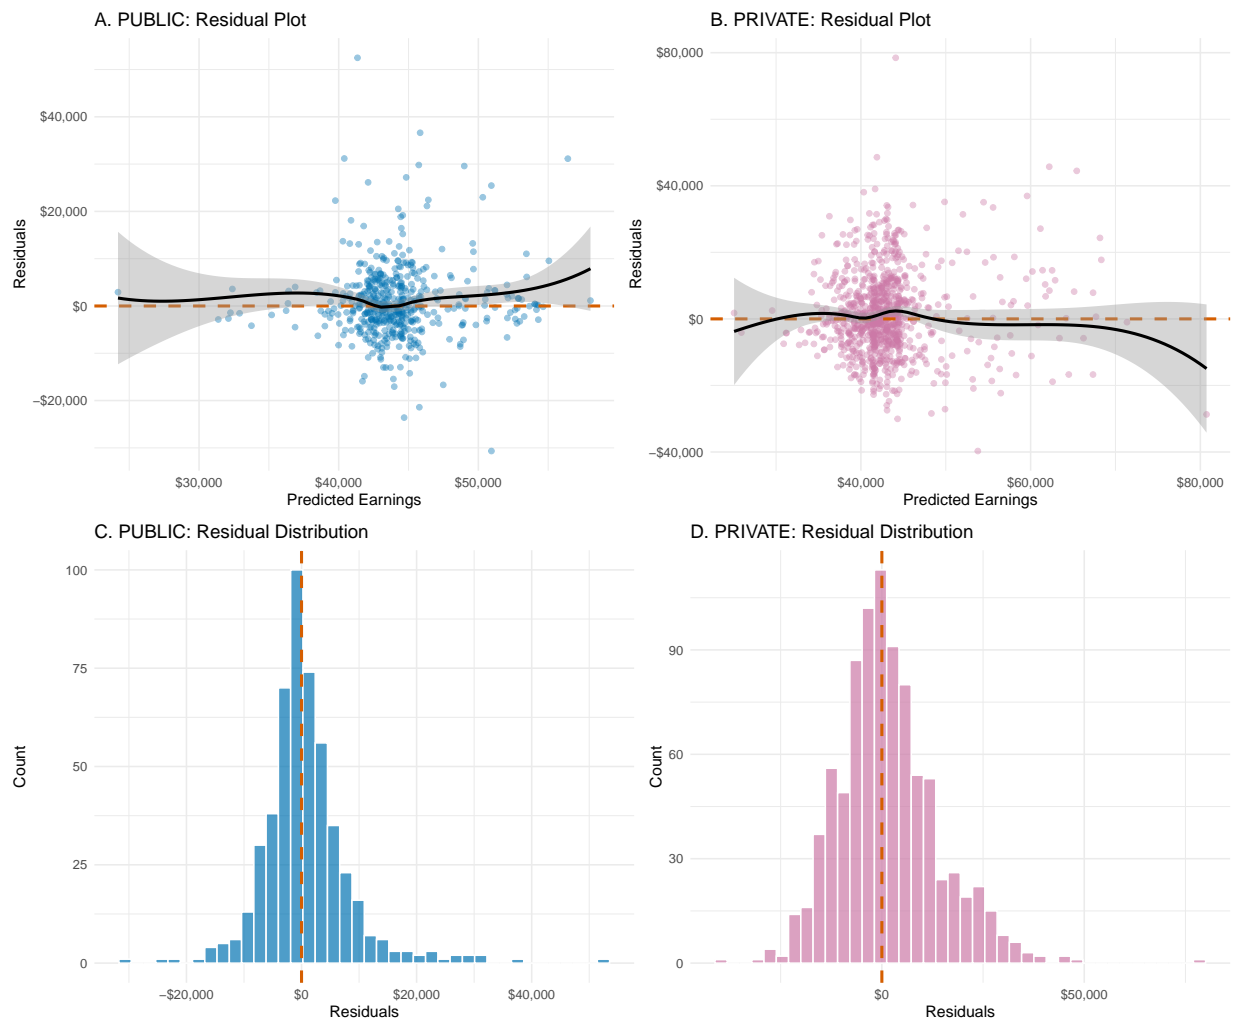 A. PUBLIC: Residual Plot
Residuals
$40,000
$20,000
$0
−$20,000
$30,000
$40,000
$50,000
Predicted Earnings
B. PRIVATE: Residual Plot
Residuals
$80,000
$40,000
$0
−$40,000
$40,000
$60,000
$80,000
Predicted Earnings
C. PUBLIC: Residual Distribution
Count
100
75
50
25
0
−$20,000
$0
$20,000
$40,000
Residuals
D. PRIVATE: Residual Distribution
Count
90
60
30
0
$0
$50,000
Residuals